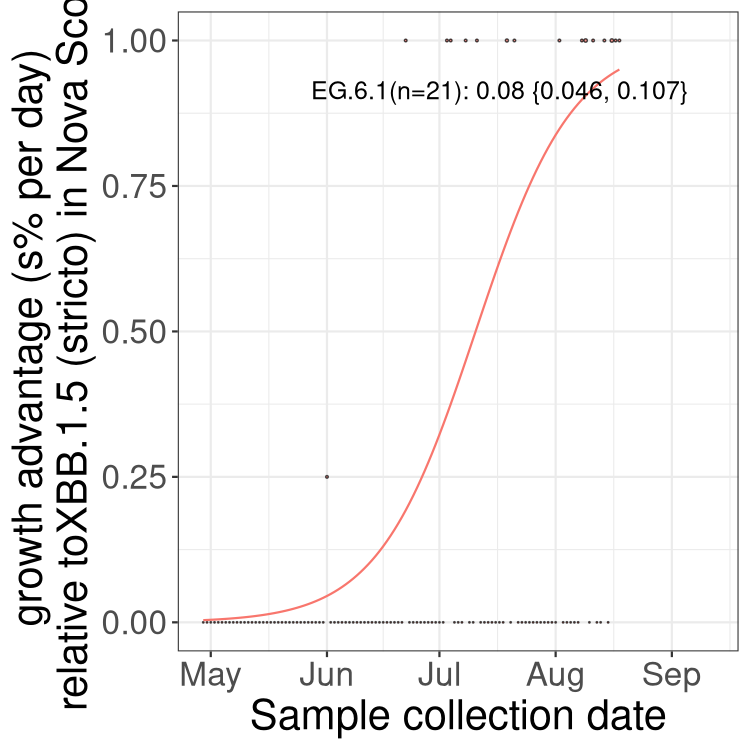 growth advantage (s% per day)
relative toXBB.1.5 (stricto) in Nova Sco
1.00
0.75
0.50
0.25
0.00
EG.6.1(n=21): 0.08 {0.046, 0.107}
May Jun Jul Aug Sep
Sample collection date